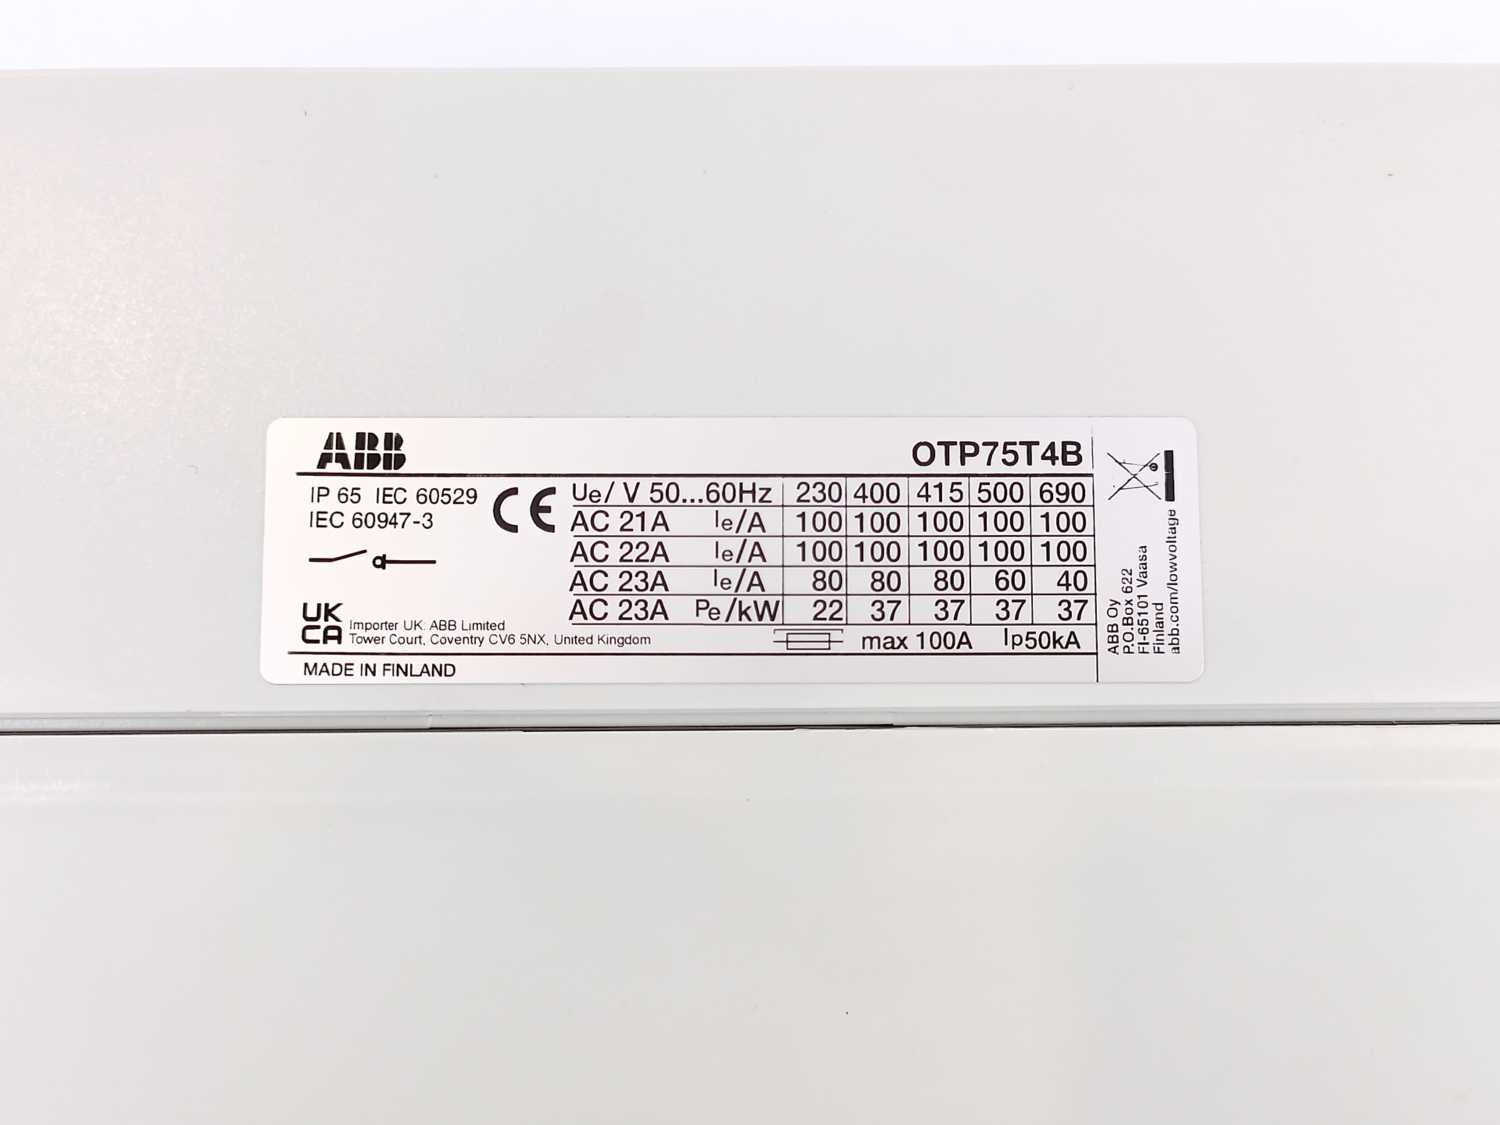 ABB OTP75T4B
IP 65 IEC 60529
IEC 60947-3
CE
Ue/ V 50...60Hz 230 400 415 500 690
AC 21A Ie/A 100 100 100 100 100
AC 22A Ie/A 100 100 100 100 100
AC 23A Ie/A 80 80 80 60 40
AC 23A Pe/kW 22 37 37 37 37
max 100A Ip50kA
UK
CA
Importer UK: ABB Limited
Tower Court, Coventry CV6 5NX, United Kingdom
MADE IN FINLAND
ABB Oy
P.O.Box 622
FI-65101 Vaasa
Finland
abb.com/lowvoltage